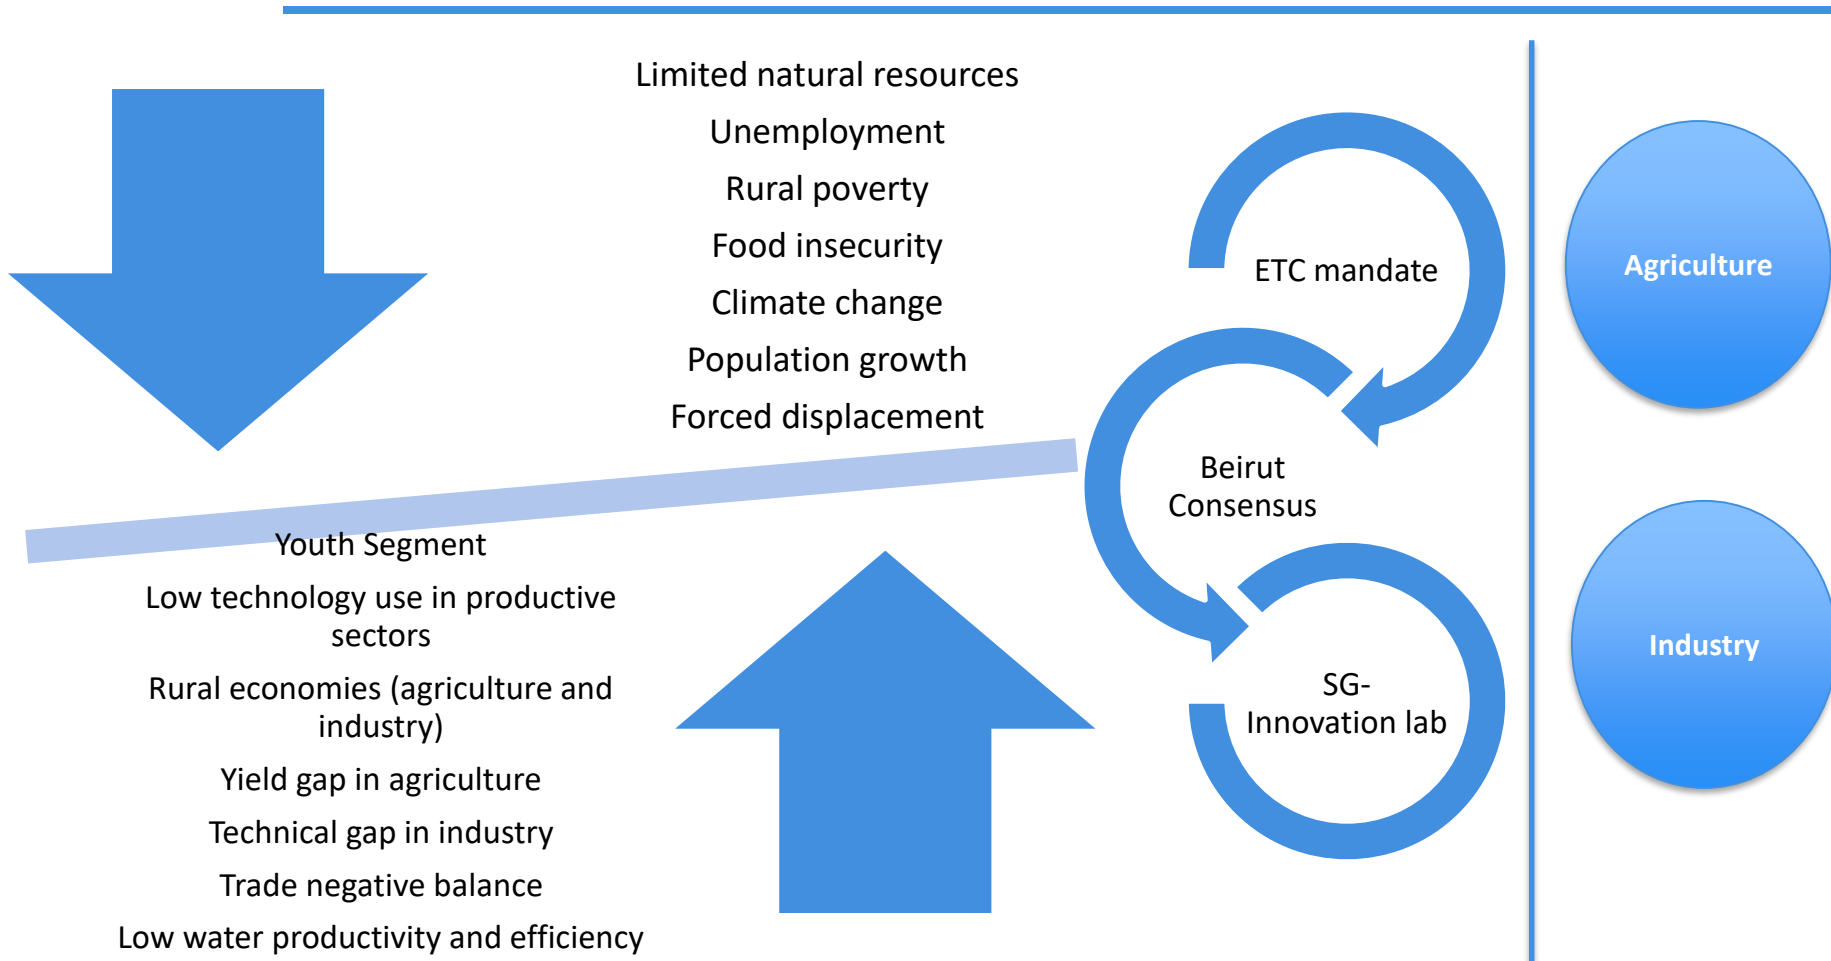 Limited natural resources
Unemployment
Rural poverty
Food insecurity
Climate change
Population growth
Forced displacement
Youth Segment
Low technology use in productive
sectors
Rural economies (agriculture and
industry)
Yield gap in agriculture
Technical gap in industry
Trade negative balance
Low water productivity and efficiency
ETC mandate
Beirut
Consensus
SG-
Innovation lab
Agriculture
Industry